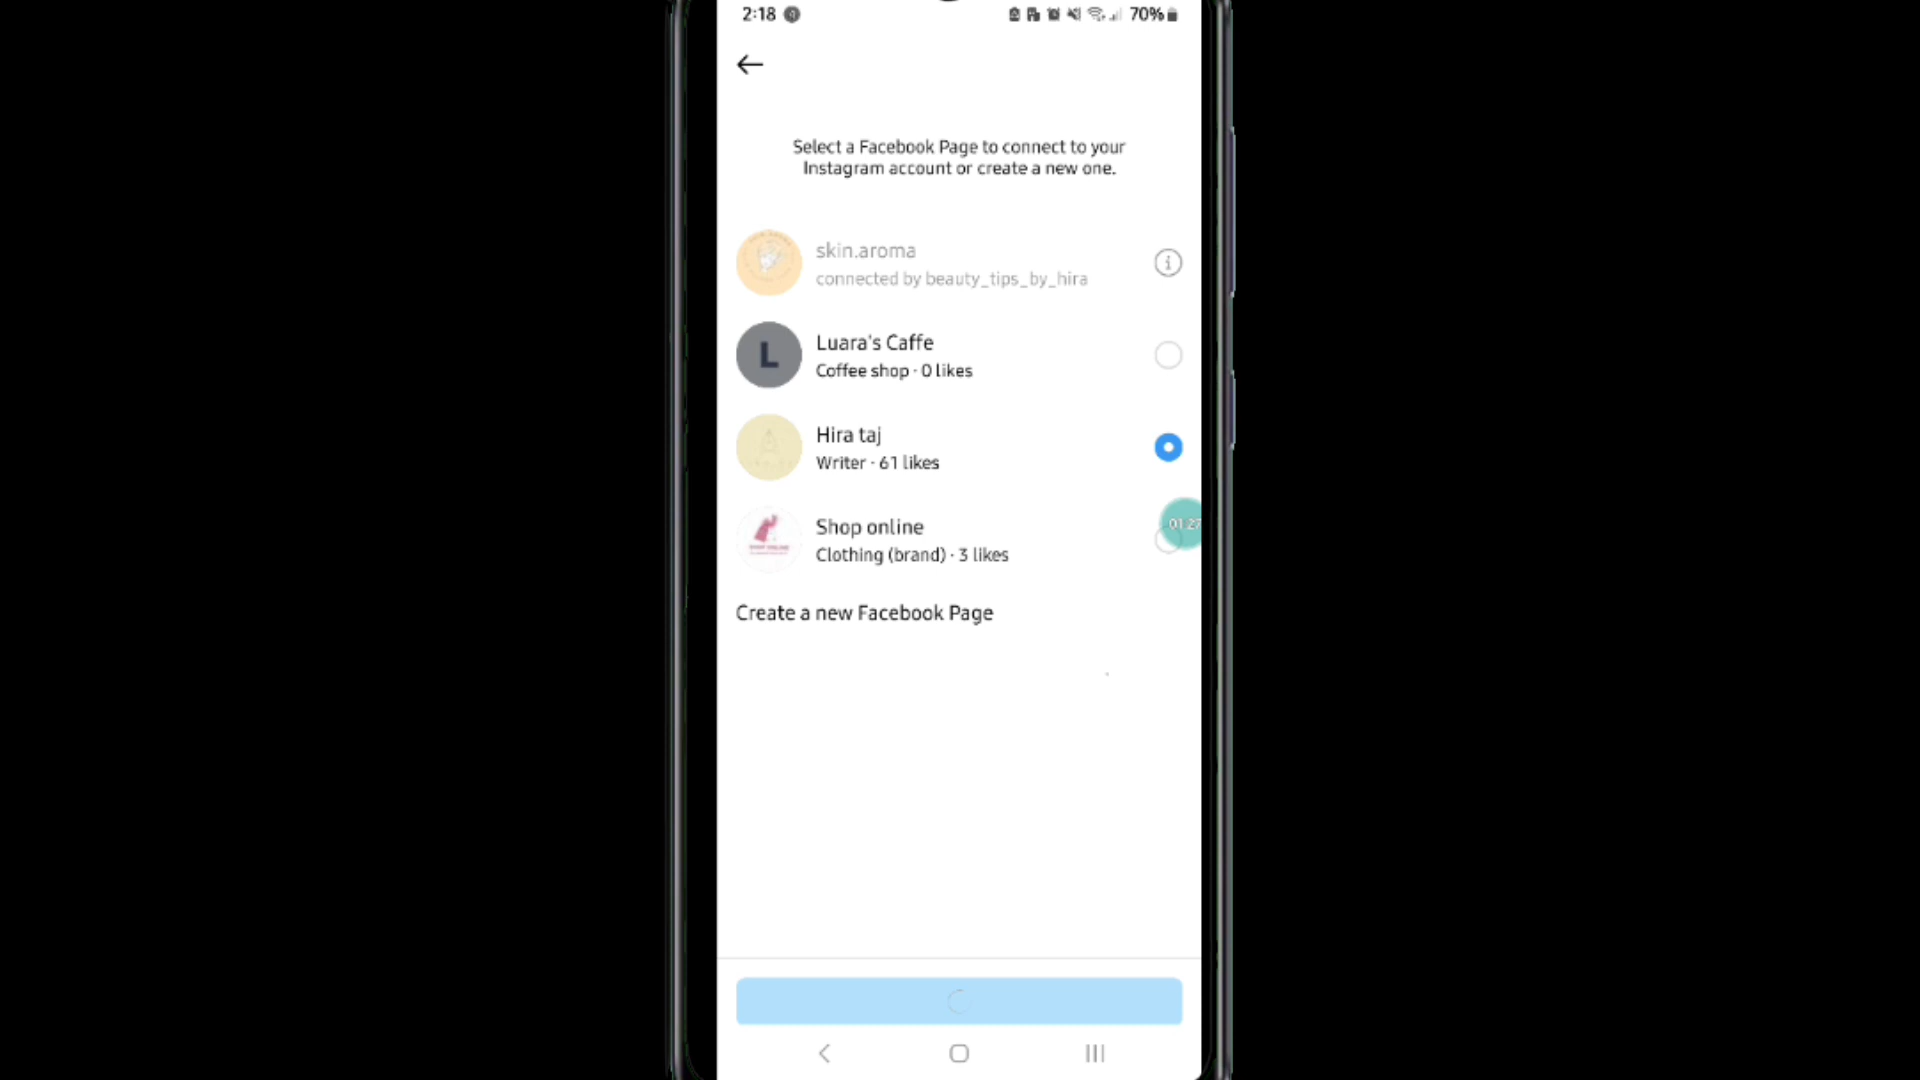 2:18
70%
Select a Facebook Page to connect to your
Instagram account or create a new one.
skin.aroma
connected by beauty_tips_by_hira
L
Luara's Caffe
Coffee shop · 0 likes
Hira taj
Writer · 61 likes
01:27
Shop online
Clothing (brand) · 3 likes
Create a new Facebook Page